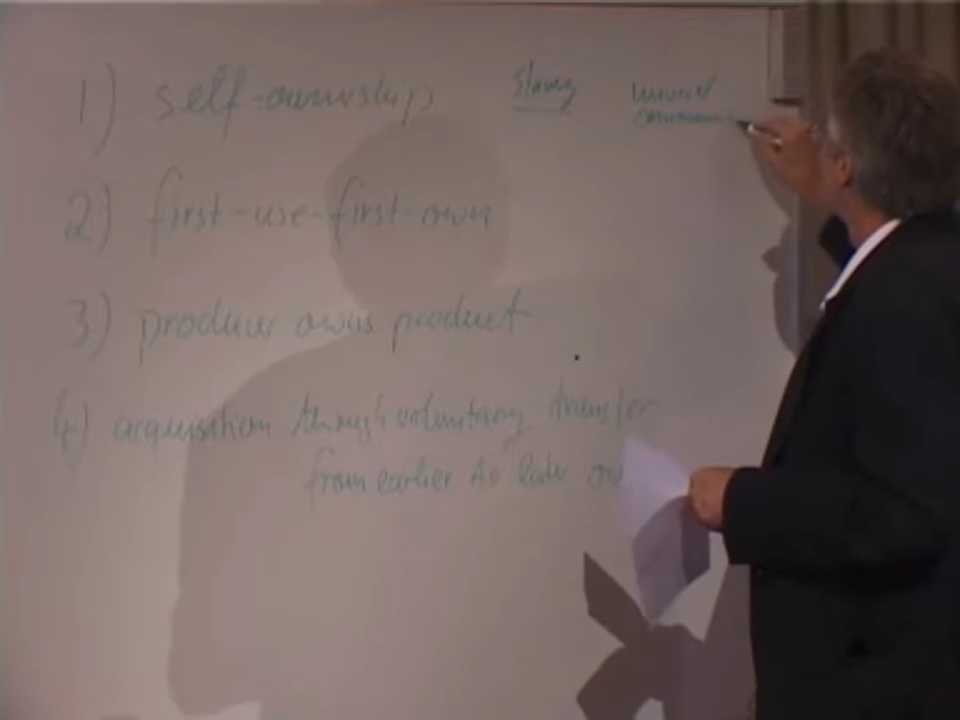 1) self-ownership slavery universal
2) first-use-first-own
3) producer owns product
4) acquisition through voluntary transfer
from earlier to later